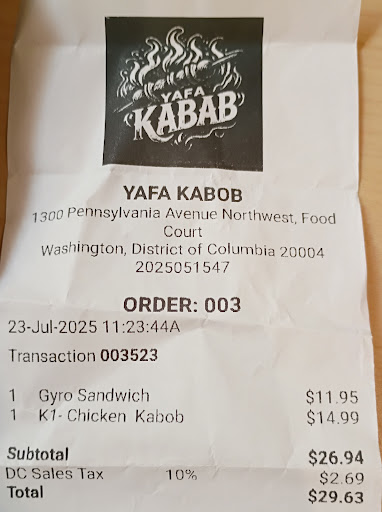 YAFA
KABAB
YAFA KABOB
1300 Pennsylvania Avenue Northwest, Food
Court
Washington, District of Columbia 20004
2025051547
ORDER: 003
23-Jul-2025 11:23:44A
Transaction 003523
1 Gyro Sandwich $11.95
1 K1- Chicken Kabob $14.99
Subtotal $26.94
DC Sales Tax 10% $2.69
Total $29.63